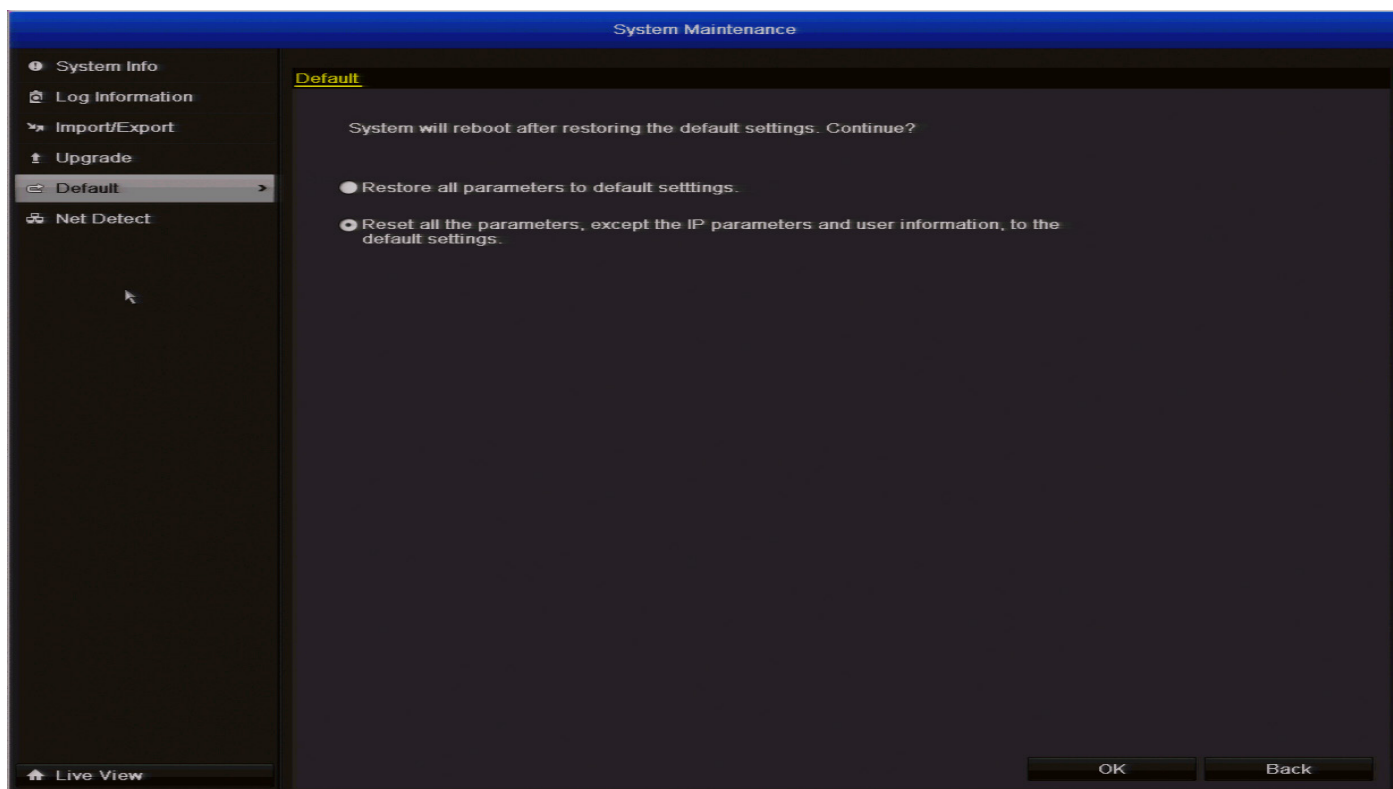 System Maintenance
System Info
Log Information
Import/Export
Upgrade
Default
Net Detect
Live View
Default
System will reboot after restoring the default settings. Continue?
Restore all parameters to default setttings.
Reset all the parameters, except the IP parameters and user information, to the
default settings.
OK
Back